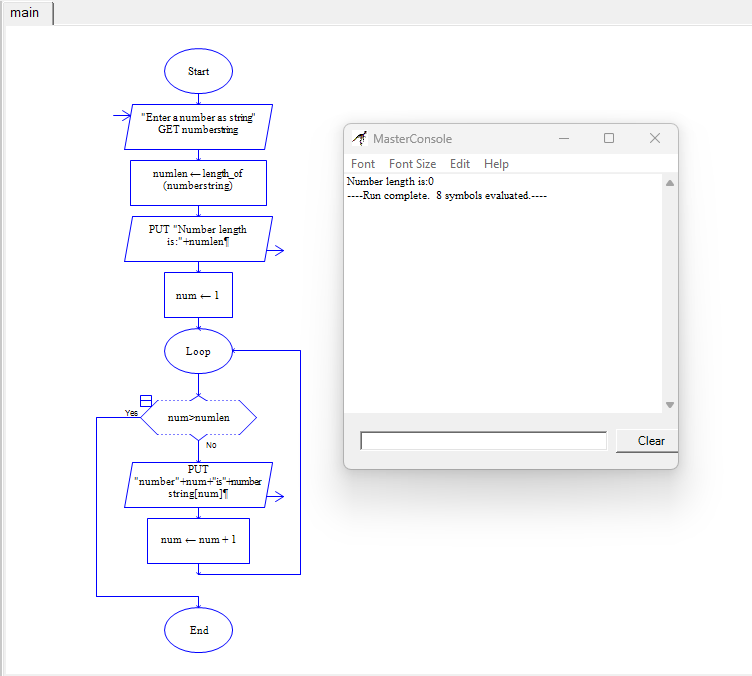 main
Start
"Enter a number as string"
GET numberstring
numlen ← length_of
(numberstring)
PUT "Number length
is:"+numlen¶
num ← 1
Loop
Yes
num>numlen
No
PUT
"number"+num+"is"+number
string[num]¶
num ← num + 1
End
MasterConsole
Font Font Size Edit Help
Number length is:0
----Run complete.  8 symbols evaluated.----
Clear